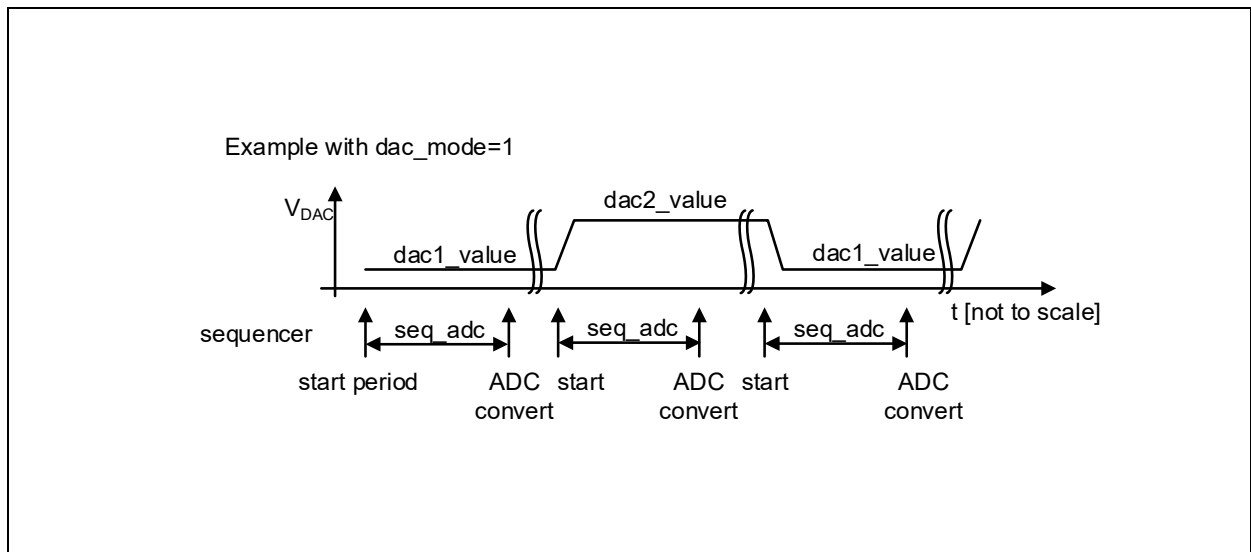 Example with dac_mode=1
V_DAC
dac2_value
dac1_value
dac1_value
t [not to scale]
sequencer
seq_adc
seq_adc
seq_adc
start period
ADC
convert
start
ADC
convert
start
ADC
convert